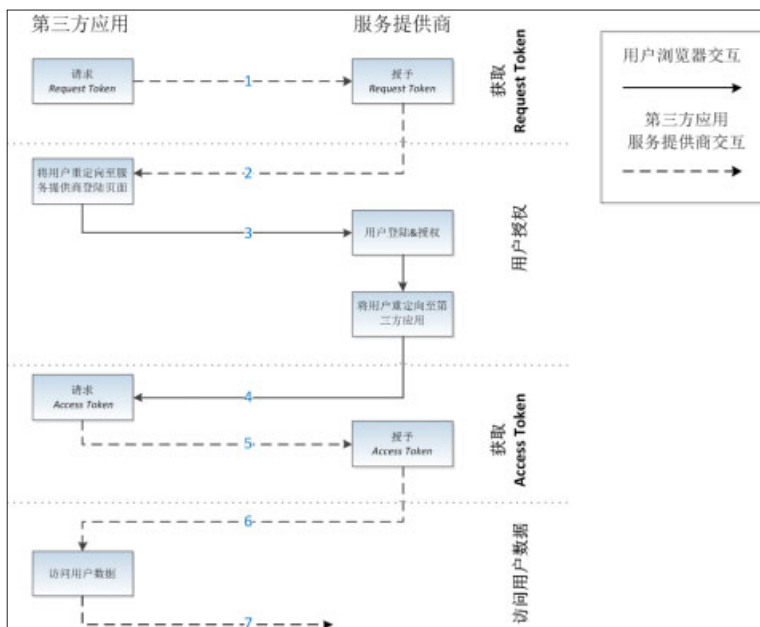 第三方应用
服务提供商
请求
Request Token
1
授予
Request Token
获取
Request Token
2
将用户重定向至服
务提供商登陆页面
3
用户登陆&授权
用户授权
将用户重定向至第
三方应用
4
请求
Access Token
5
授予
Access Token
获取
Access Token
6
访问用户数据
7
访问用户数据
用户浏览器交互
第三方应用
服务提供商交互